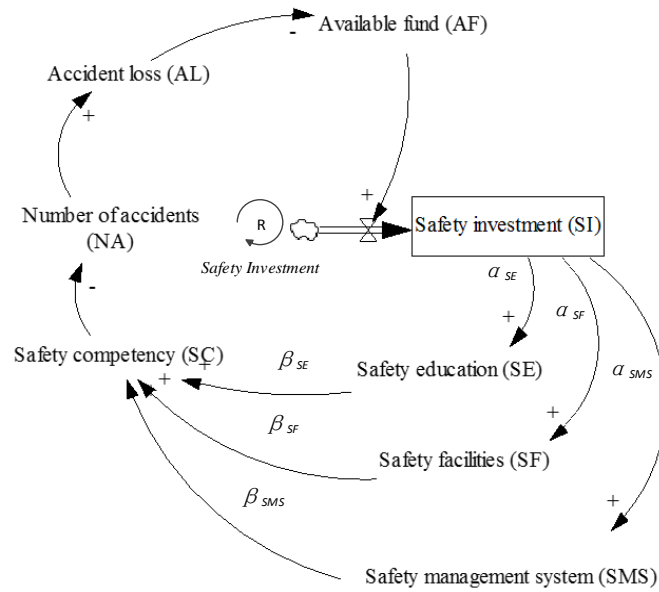 Available fund (AF)
-
Accident loss (AL)
+
+
Number of accidents
(NA)
R
Safety Investment
Safety investment (SI)
α SE
α SF
α SMS
-
+
Safety competency (SC)
+
+
+
β SE
Safety education (SE)
+
β SF
Safety facilities (SF)
β SMS
+
Safety management system (SMS)